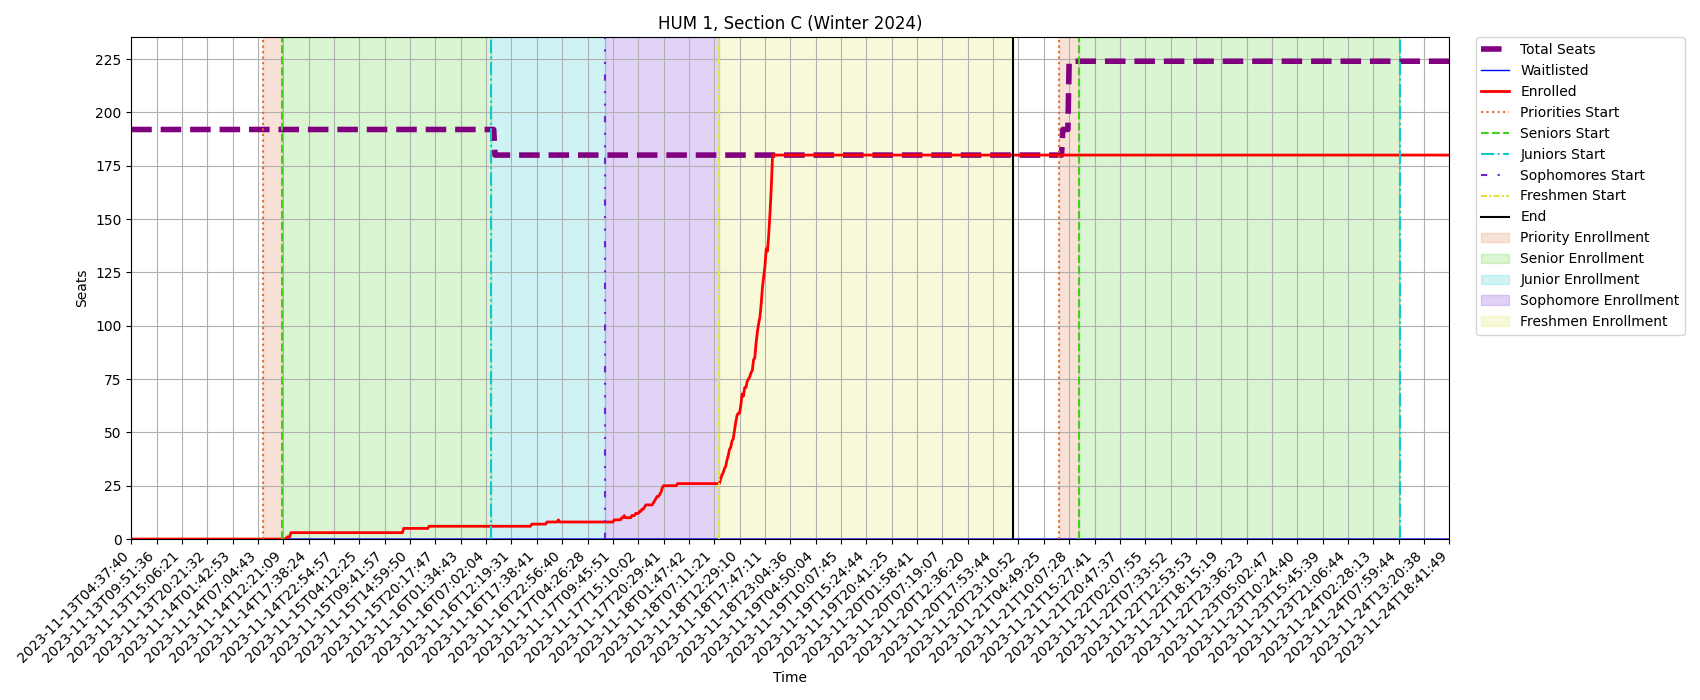 HUM 1, Section C (Winter 2024)
Seats
225
200
175
150
125
100
75
50
25
0
2023-11-13T04:37:40
2023-11-13T09:51:36
2023-11-13T15:06:21
2023-11-13T20:21:32
2023-11-14T01:42:53
2023-11-14T07:04:43
2023-11-14T12:21:09
2023-11-14T17:38:24
2023-11-14T22:54:57
2023-11-15T04:12:25
2023-11-15T09:41:57
2023-11-15T14:59:50
2023-11-15T20:17:47
2023-11-16T01:34:43
2023-11-16T07:02:04
2023-11-16T12:19:31
2023-11-16T17:38:41
2023-11-16T22:56:40
2023-11-17T04:26:28
2023-11-17T09:45:51
2023-11-17T15:10:02
2023-11-17T20:29:41
2023-11-18T01:47:42
2023-11-18T07:11:21
2023-11-18T12:29:10
2023-11-18T17:47:11
2023-11-18T23:04:36
2023-11-19T04:50:04
2023-11-19T10:07:45
2023-11-19T15:24:44
2023-11-19T20:41:25
2023-11-20T01:58:41
2023-11-20T07:19:07
2023-11-20T12:36:20
2023-11-20T17:53:44
2023-11-20T23:10:52
2023-11-21T04:49:25
2023-11-21T10:07:28
2023-11-21T15:27:41
2023-11-21T20:47:37
2023-11-22T02:07:55
2023-11-22T07:33:52
2023-11-22T12:53:53
2023-11-22T18:15:19
2023-11-22T23:36:23
2023-11-23T05:02:47
2023-11-23T10:24:40
2023-11-23T15:45:39
2023-11-23T21:06:44
2023-11-24T02:28:13
2023-11-24T07:59:44
2023-11-24T13:20:38
2023-11-24T18:41:49
Time
Total Seats
Waitlisted
Enrolled
Priorities Start
Seniors Start
Juniors Start
Sophomores Start
Freshmen Start
End
Priority Enrollment
Senior Enrollment
Junior Enrollment
Sophomore Enrollment
Freshmen Enrollment